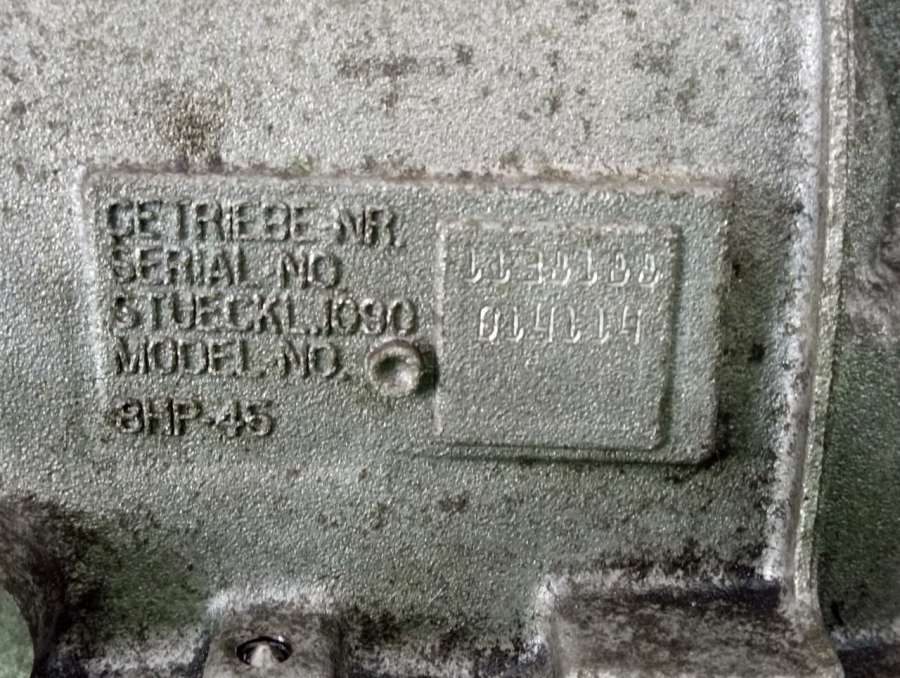 GETRIEBE-NR.
SERIAL-NO.
STUECKL.1090
MODEL-NO.
8HP-45